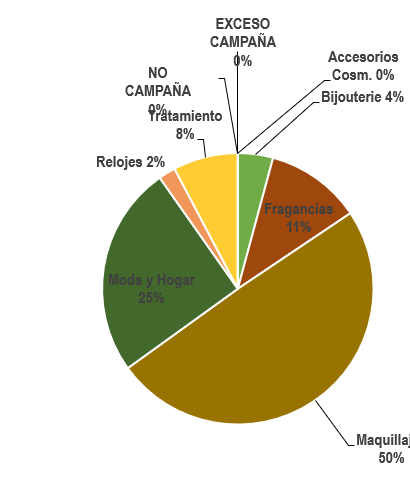 EXCESO
CAMPAÑA
0%
Accesorios
Cosm. 0%
NO
CAMPAÑA
0%
Bijouterie 4%
Tratamiento
8%
Relojes 2%
Fragancias
11%
Moda y Hogar
25%
Maquillaj
50%